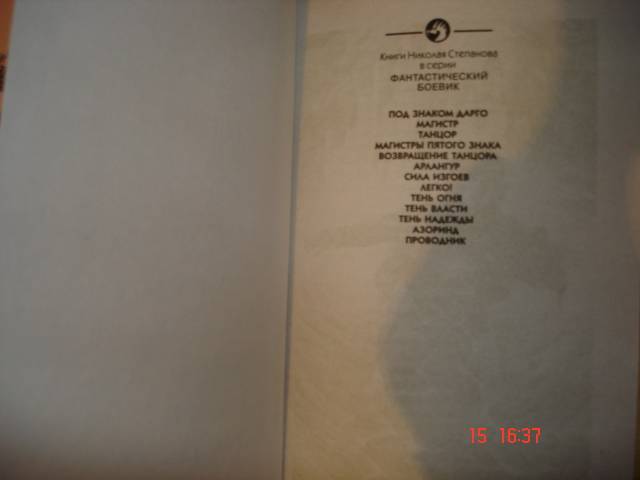 Книги Николая Степанова
в серии
ФАНТАСТИЧЕСКИЙ
БОЕВИК
ПОД ЗНАКОМ ДАРГО
МАГИСТР
ТАНЦОР
МАГИСТРЫ ПЯТОГО ЗНАКА
ВОЗВРАЩЕНИЕ ТАНЦОРА
АРЛАНГУР
СИЛА ИЗГОЕВ
ЛЕГКО!
ТЕНЬ ОГНЯ
ТЕНЬ ВЛАСТИ
ТЕНЬ НАДЕЖДЫ
АЗОРИНД
ПРОВОДНИК
15 16:37